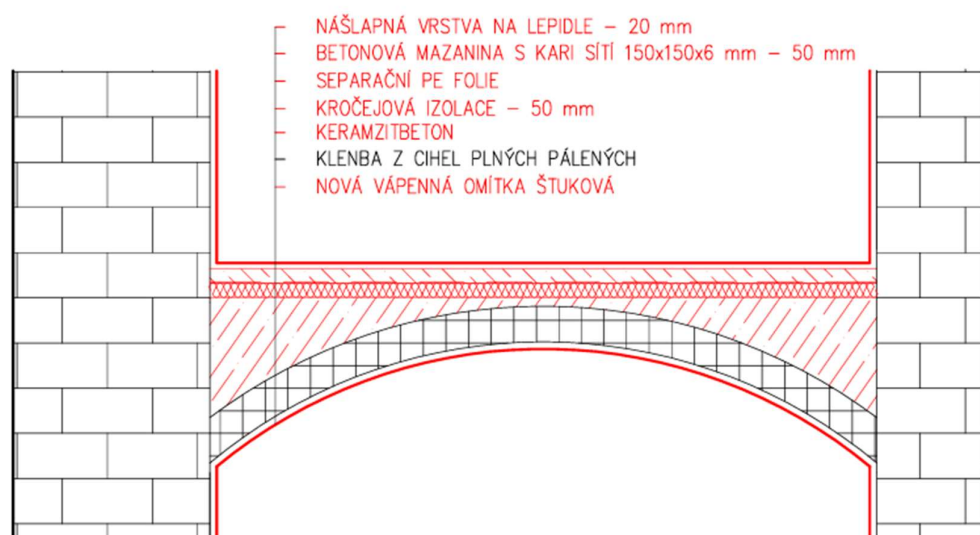 NÁŠLAPNÁ VRSTVA NA LEPIDLE – 20 mm
BETONOVÁ MAZANINA S KARI SÍTÍ 150x150x6 mm – 50 mm
SEPARAČNÍ PE FOLIE
KROČEJOVÁ IZOLACE – 50 mm
KERAMZITBETON
KLENBA Z CIHEL PLNÝCH PÁLENÝCH
NOVÁ VÁPENNÁ OMÍTKA ŠTUKOVÁ